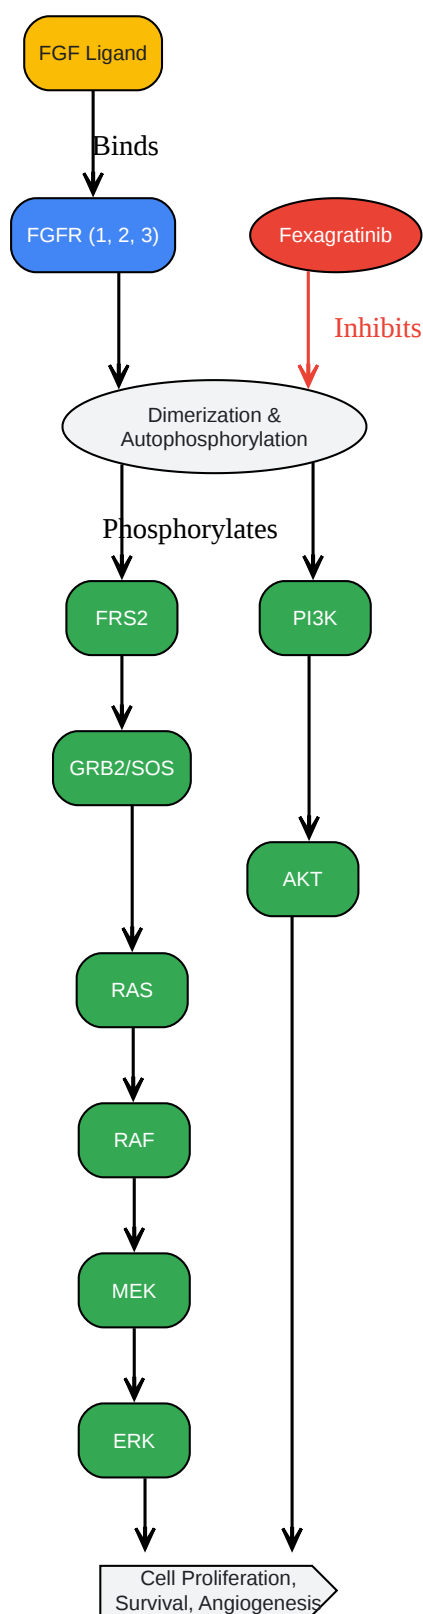 FGF Ligand
Binds
FGFR (1, 2, 3)
Fexagratinib
Inhibits
Dimerization &
Autophosphorylation
Phosphorylates
FRS2
PI3K
GRB2/SOS
AKT
RAS
RAF
MEK
ERK
Cell Proliferation,
Survival, Angiogenesis